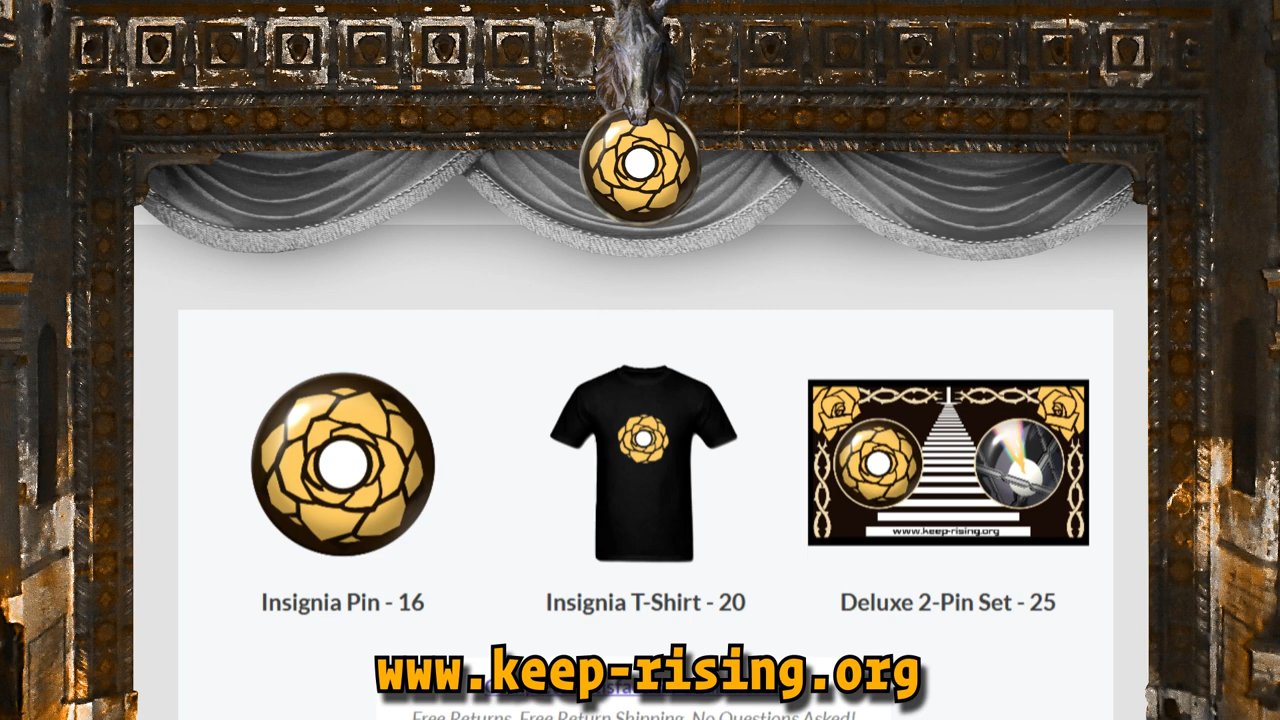 www.keep-rising.org
Insignia Pin - 16
Insignia T-Shirt - 20
Deluxe 2-Pin Set - 25
www.keep-rising.org
Free Returns, Free Return Shipping, No Questions Asked!